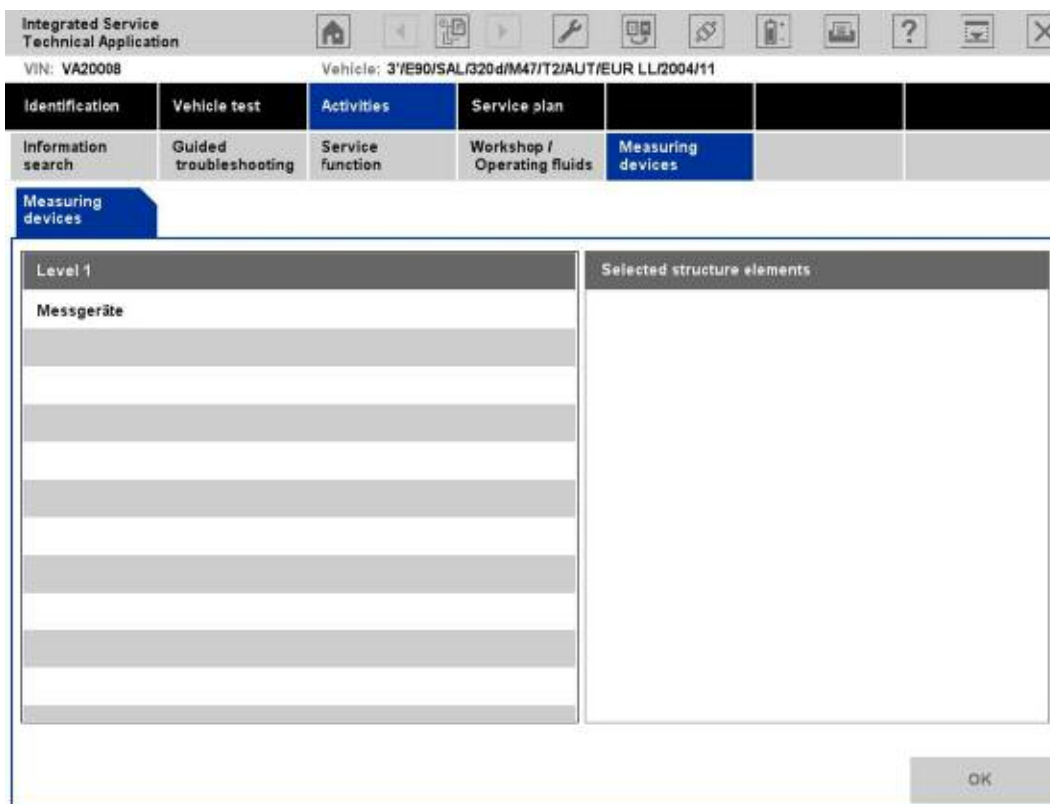 Integrated Service
Technical Application
VIN: VA20008
Vehicle: 3'/E90/SAL/320d/M47/T2/AUT/EUR LL/2004/11
Identification
Vehicle test
Activities
Service plan
Information
search
Guided
troubleshooting
Service
function
Workshop /
Operating fluids
Measuring
devices
Measuring
devices
Level 1
Selected structure elements
Messgeräte
OK